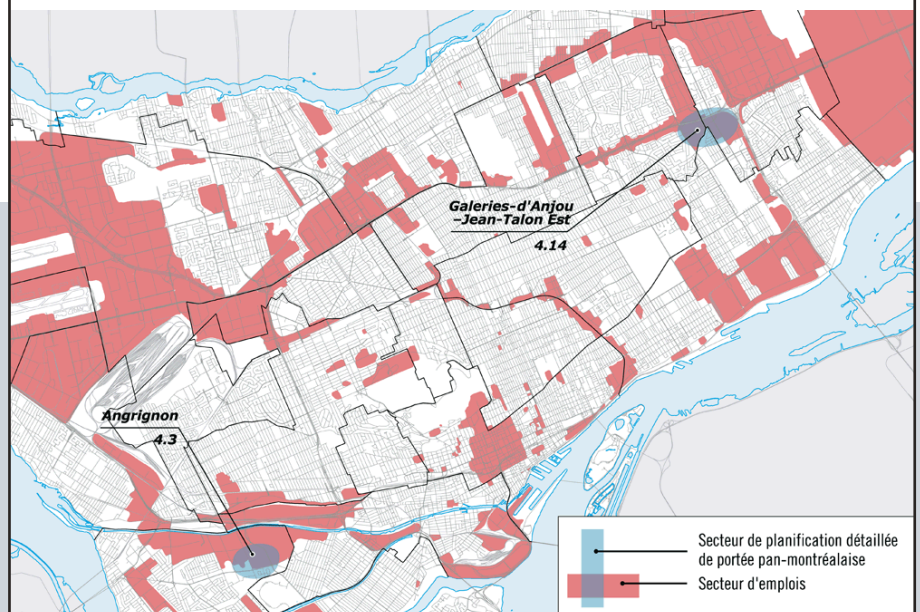 Galeries-d'Anjou
–Jean-Talon Est
4.14
Angrignon
4.3
Secteur de planification détaillée
de portée pan-montréalaise
Secteur d'emplois